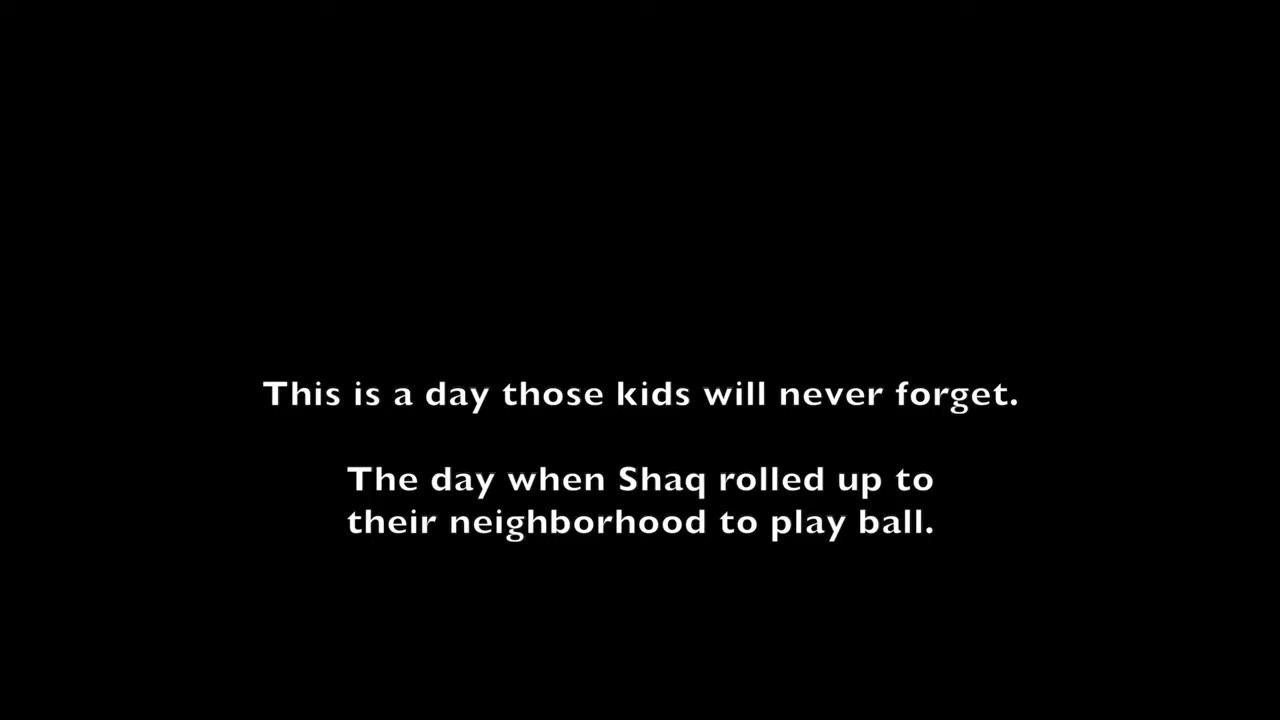 This is a day those kids will never forget.
The day when Shaq rolled up to
their neighborhood to play ball.